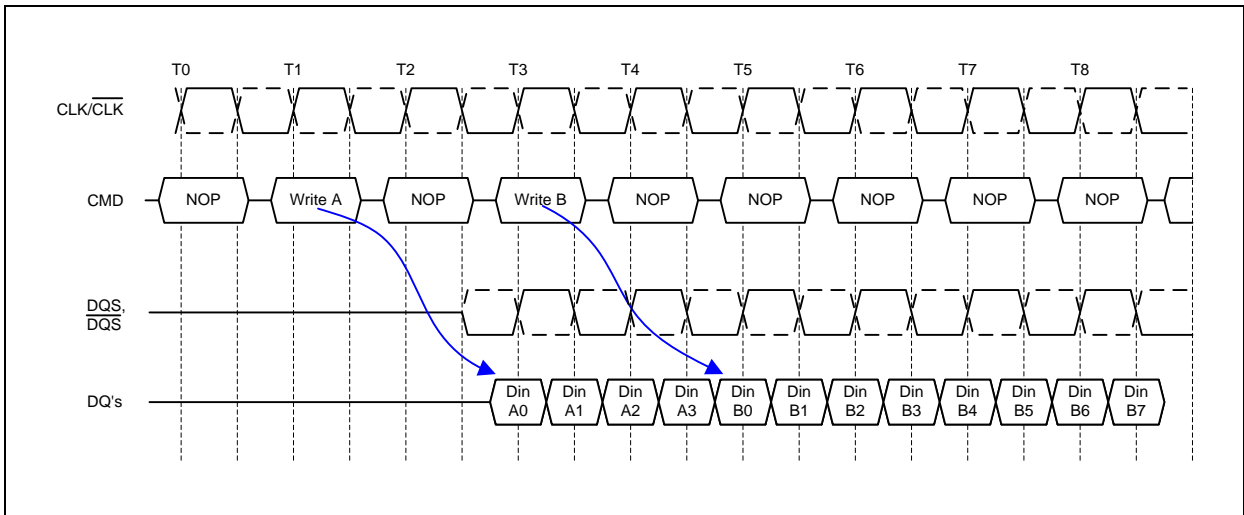 T0 T1 T2 T3 T4 T5 T6 T7 T8
CLK/CLK
CMD NOP Write A NOP Write B NOP NOP NOP NOP NOP
DQS,
DQS
DQ's Din A0 Din A1 Din A2 Din A3 Din B0 Din B1 Din B2 Din B3 Din B4 Din B5 Din B6 Din B7